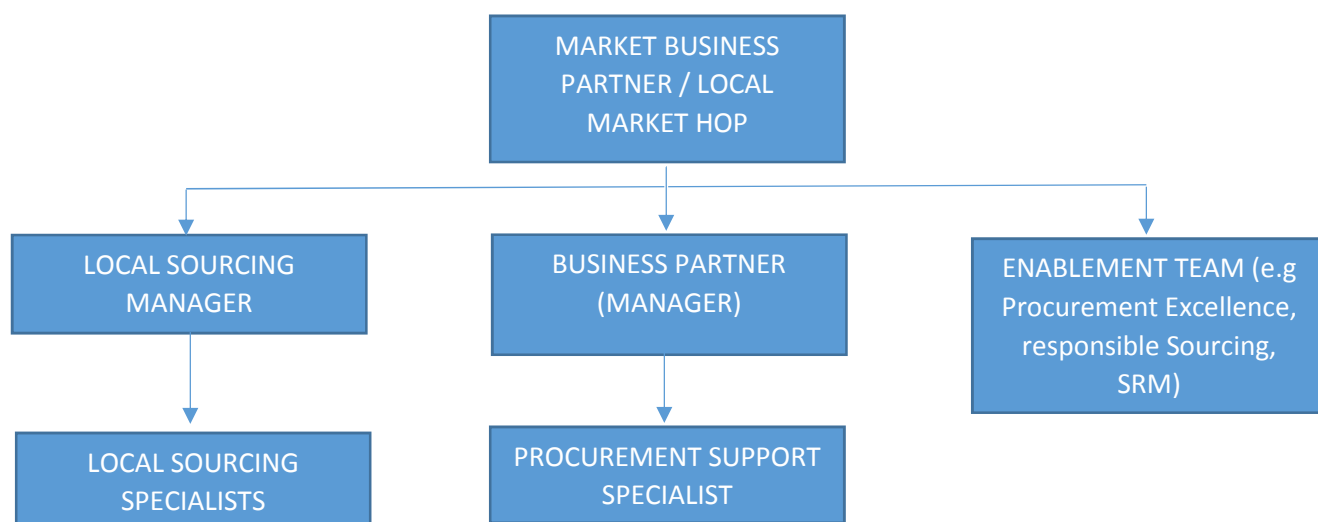 MARKET BUSINESS
PARTNER / LOCAL
MARKET HOP
LOCAL SOURCING
MANAGER
BUSINESS PARTNER
(MANAGER)
ENABLEMENT TEAM (e.g
Procurement Excellence,
responsible Sourcing,
SRM)
LOCAL SOURCING
SPECIALISTS
PROCUREMENT SUPPORT
SPECIALIST